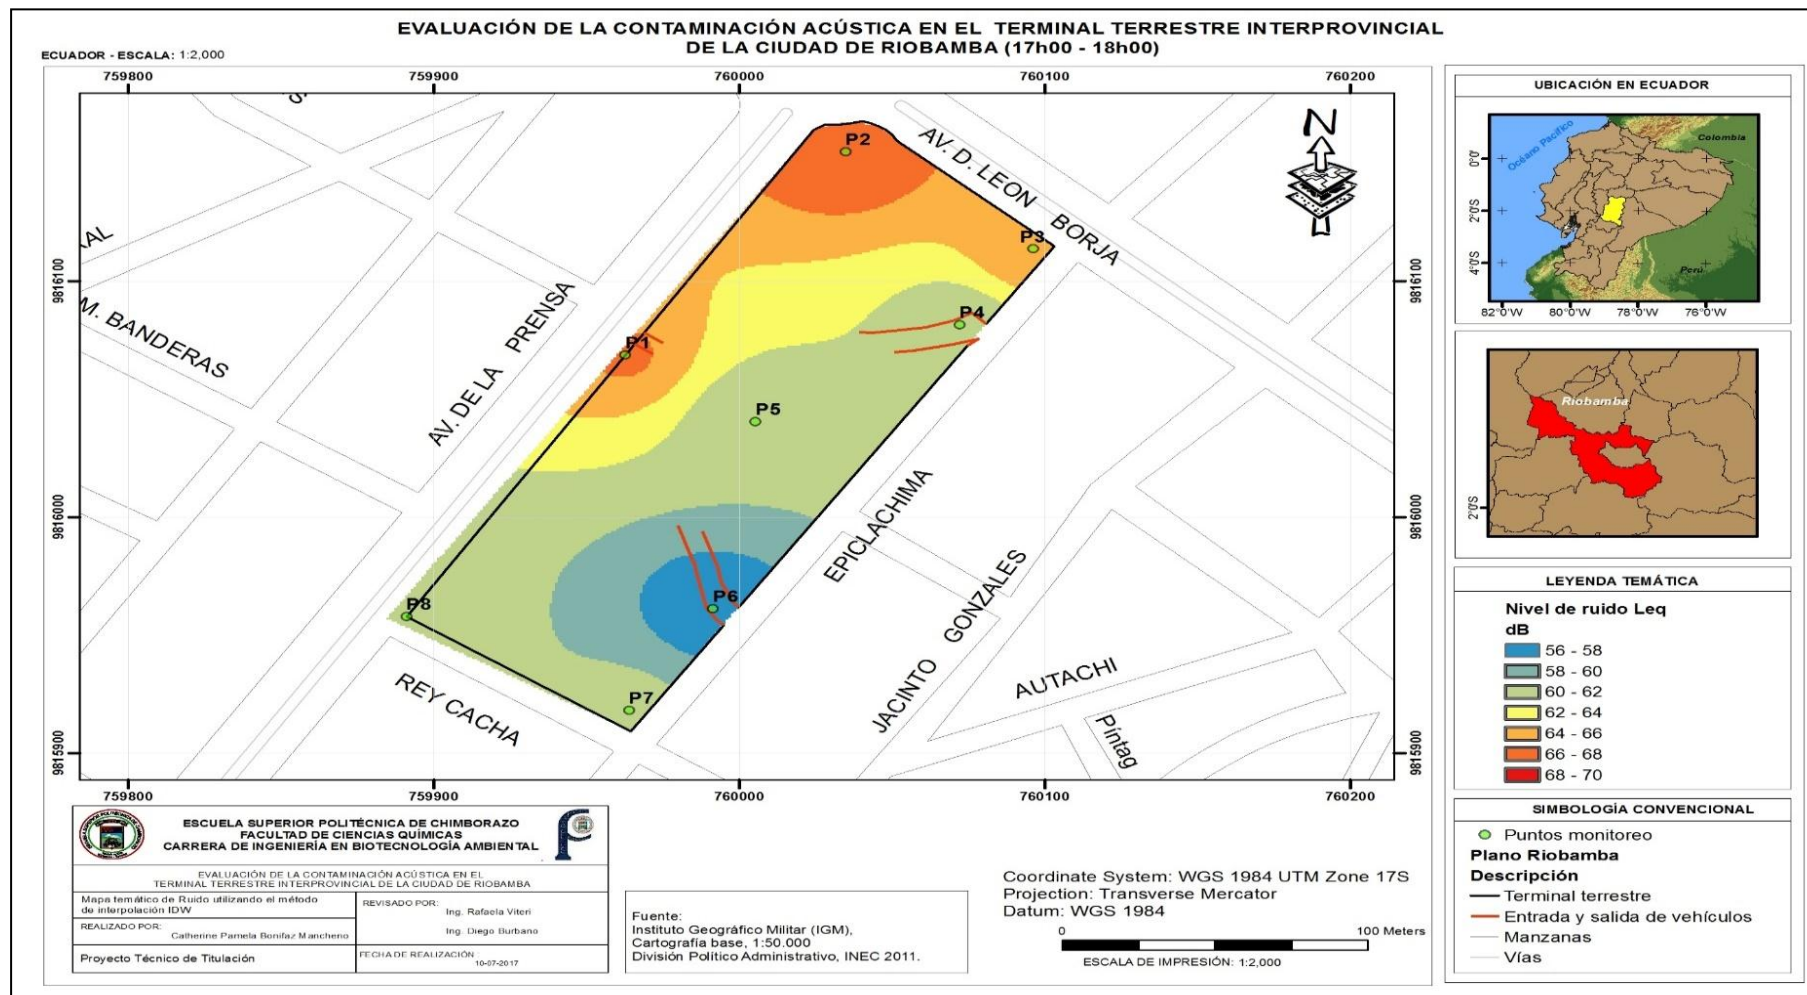 EVALUACIÓN DE LA CONTAMINACIÓN ACÚSTICA EN EL TERMINAL TERRESTRE INTERPROVINCIAL
DE LA CIUDAD DE RIOBAMBA (17h00 - 18h00)
ECUADOR - ESCALA: 1:2,000
759800
759900
760000
760100
760200
9816100
9816000
9815900
9816100
9816000
9815900
759800
759900
760000
760100
760200
S
RAL
M. BANDERAS
AV. DE LA PRENSA
AV. D. LEON BORJA
EPICLACHIMA
JACINTO GONZALES
AUTACHI
Píntag
REY CACHA
N
P2
P3
P4
P1
P5
P6
P8
P7
UBICACIÓN EN ECUADOR
Océano Pacífico
Colombia
Perú
0°0'
2°0'S
4°0'S
82°0'W
80°0'W
78°0'W
76°0'W
Riobamba
2°0'S
LEYENDA TEMÁTICA
Nivel de ruido Leq
dB
56 - 58
58 - 60
60 - 62
62 - 64
64 - 66
66 - 68
68 - 70
SIMBOLOGÍA CONVENCIONAL
Puntos monitoreo
Plano Riobamba
Descripción
Terminal terrestre
Entrada y salida de vehículos
Manzanas
Vías
ESCUELA SUPERIOR POLITÉCNICA DE CHIMBORAZO
FACULTAD DE CIENCIAS QUÍMICAS
CARRERA DE INGENIERÍA EN BIOTECNOLOGÍA AMBIENTAL
EVALUACIÓN DE LA CONTAMINACIÓN ACÚSTICA EN EL
TERMINAL TERRESTRE INTERPROVINCIAL DE LA CIUDAD DE RIOBAMBA
Mapa temático de Ruido utilizando el método
de interpolación IDW
REALIZADO POR:
Catherine Pamela Bonifaz Mancheno
Proyecto Técnico de Titulación
REVISADO POR:
Ing. Rafaela Viteri
Ing. Diego Burbano
FECHA DE REALIZACIÓN :
10-07-2017
Fuente:
Instituto Geográfico Militar (IGM),
Cartografía base, 1:50.000
División Político Administrativo, INEC 2011.
Coordinate System: WGS 1984 UTM Zone 17S
Projection: Transverse Mercator
Datum: WGS 1984
0
100 Meters
ESCALA DE IMPRESIÓN: 1:2,000